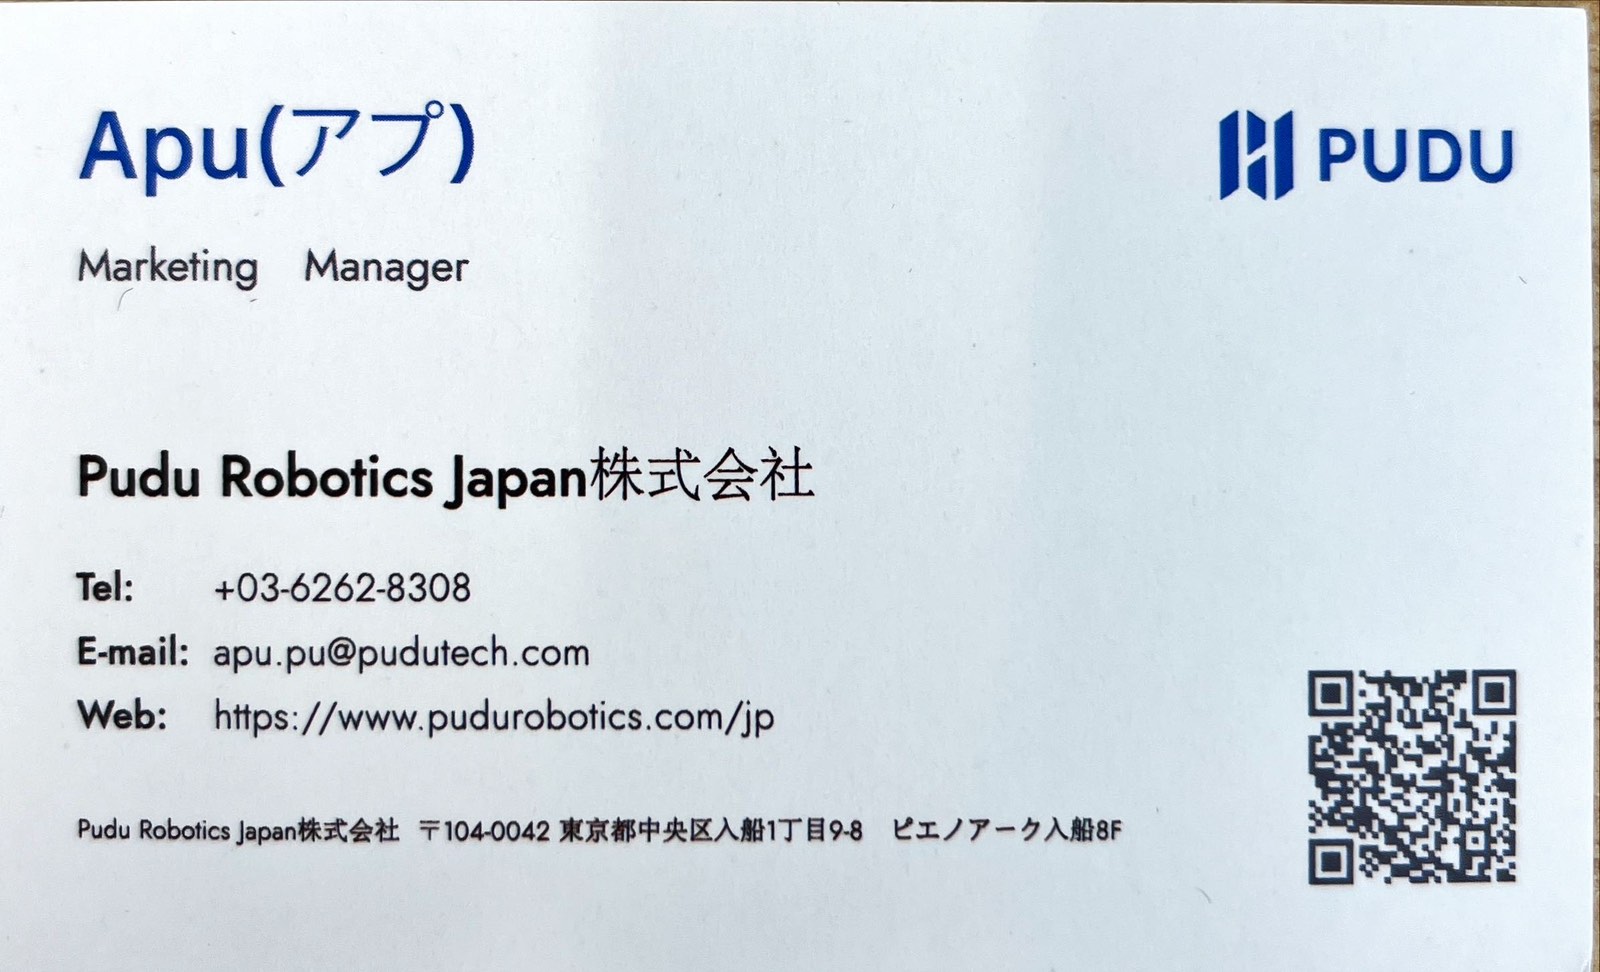 Apu(アプ)
PUDU
Marketing Manager
Pudu Robotics Japan株式会社
Tel: +03-6262-8308
E-mail: apu.pu@pudutech.com
Web: https://www.pudurobotics.com/jp
Pudu Robotics Japan株式会社 〒104-0042 東京都中央区入船1丁目9-8 ピエノアーク入船8F